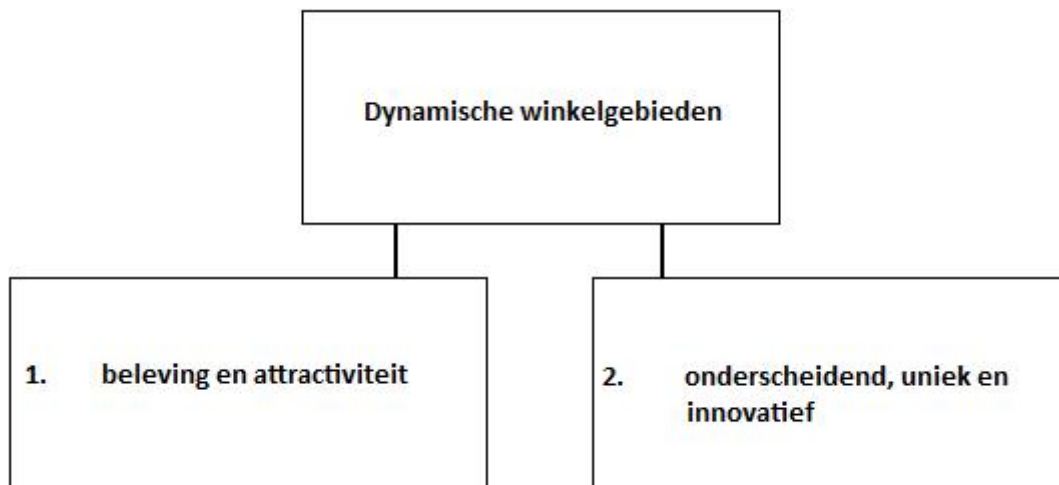 Dynamische winkelgebieden
1. beleving en attractiviteit
2. onderscheidend, uniek en
innovatief